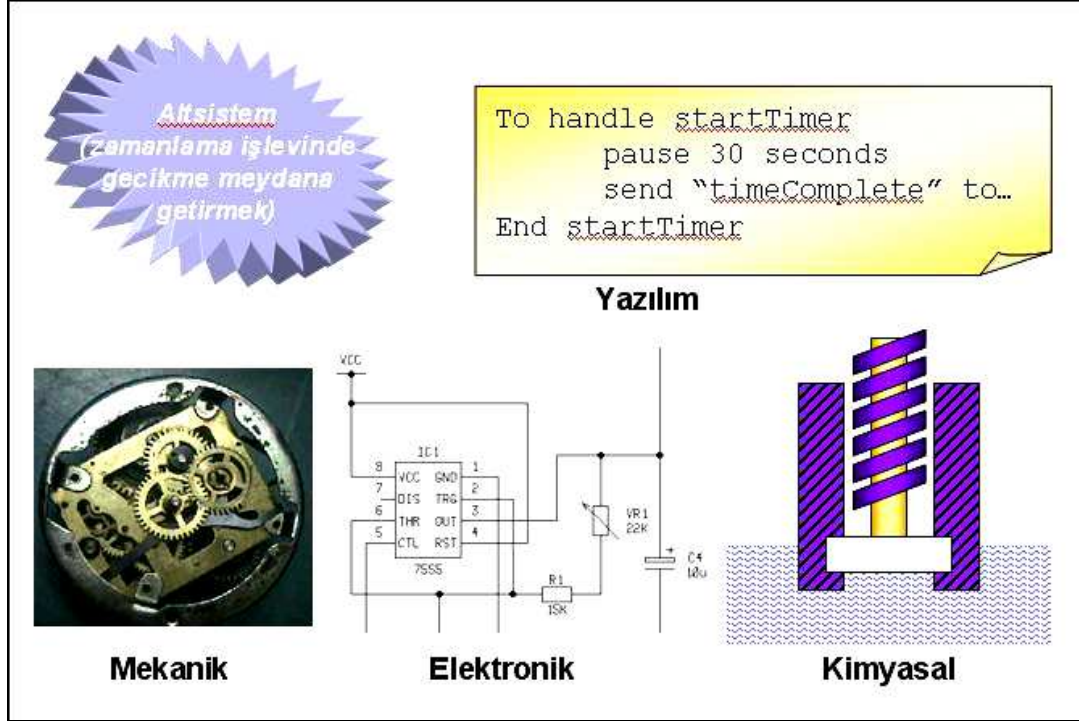 Altsistem
(zamanlama işlevinde
gecikme meydana
getirmek)
To handle startTimer
pause 30 seconds
send “timeComplete” to…
End startTimer
Yazılım
VCC
IC1
8 VCC GND 1
7 DIS TRG 2
6 THR OUT 3
5 CTL RST 4
7555
VR1
22K
R1
15K
C4
10u
Mekanik
Elektronik
Kimyasal